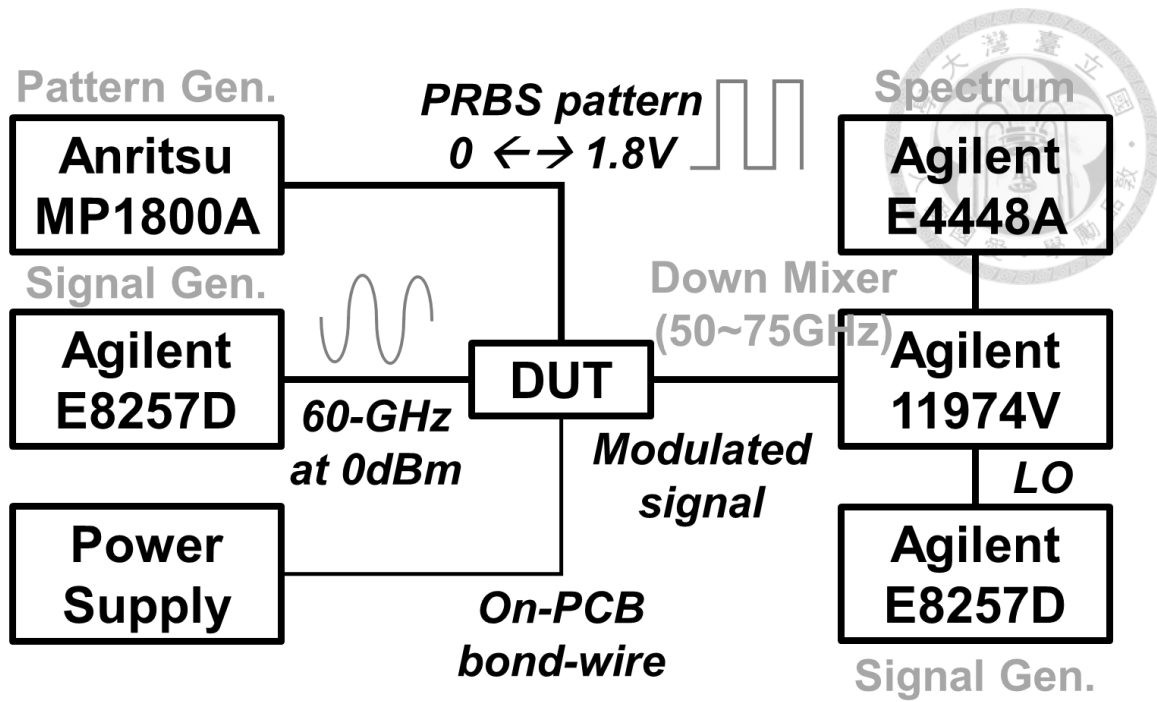 Pattern Gen.
Anritsu
MP1800A
PRBS pattern
0 ←→ 1.8V
Spectrum
Agilent
E4448A
Signal Gen.
Agilent
E8257D
60-GHz
at 0dBm
DUT
Down Mixer
(50~75GHz)
Agilent
11974V
Modulated
signal
LO
Power
Supply
On-PCB
bond-wire
Agilent
E8257D
Signal Gen.